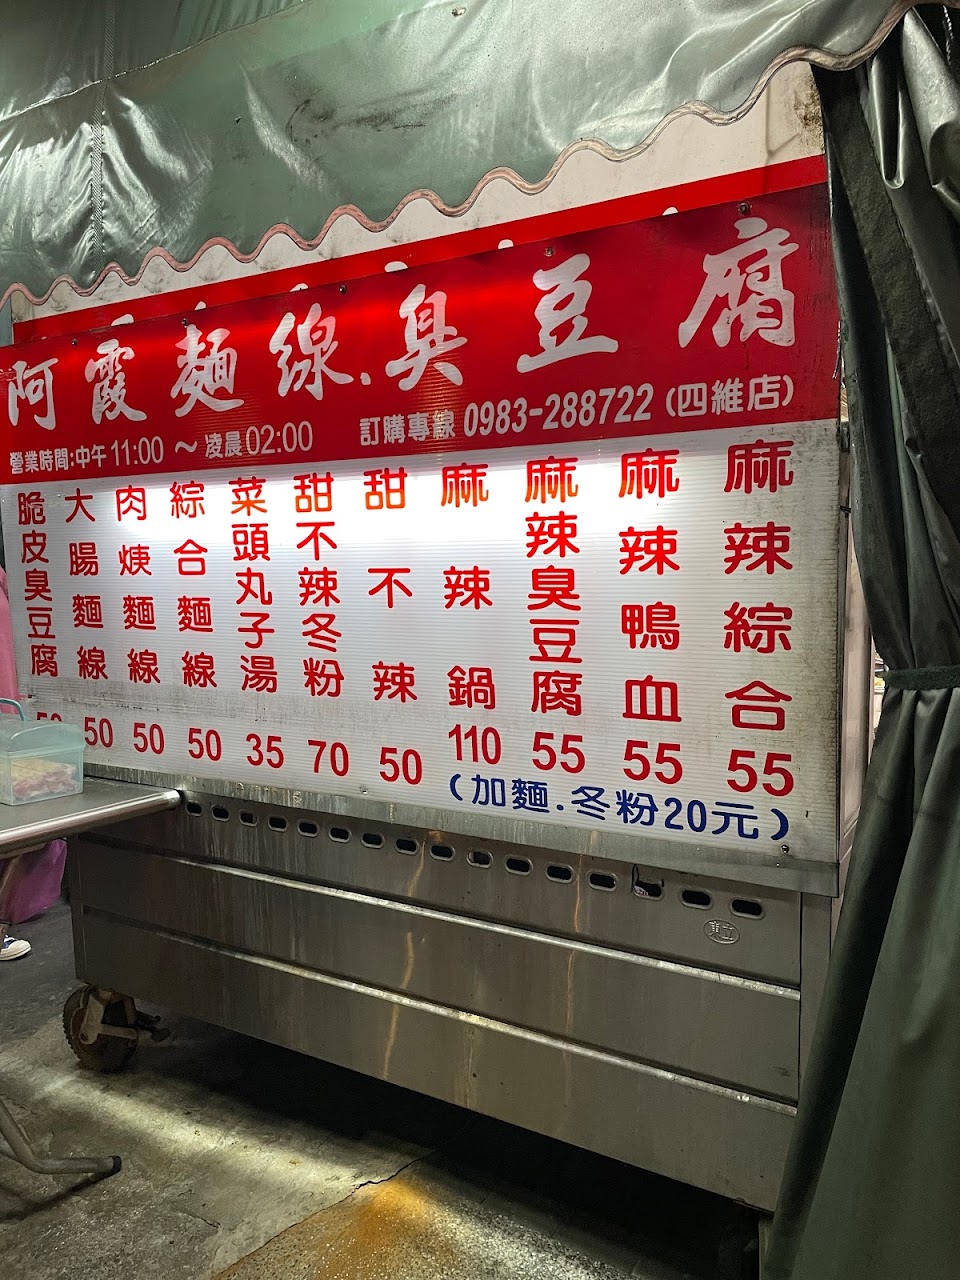 阿霞麵線.臭豆腐
營業時間:中午11:00～凌晨02:00
訂購專線 0983-288722 (四維店)
麻辣綜合
55
麻辣鴨血
55
麻辣臭豆腐
55
麻辣鍋
110
甜不辣
50
甜不辣冬粉
70
菜頭丸子湯
35
綜合麵線
50
肉焿麵線
50
大腸麵線
50
脆皮臭豆腐
(加麵.冬粉20元)